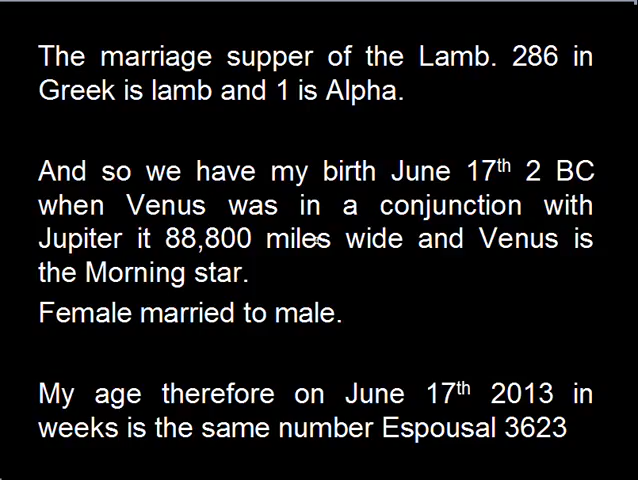 The marriage supper of the Lamb. 286 in
Greek is lamb and 1 is Alpha.
And so we have my birth June 17th 2 BC
when Venus was in a conjunction with
Jupiter it 88,800 miles wide and Venus is
the Morning star.
Female married to male.
My age therefore on June 17th 2013 in
weeks is the same number Espousal 3623